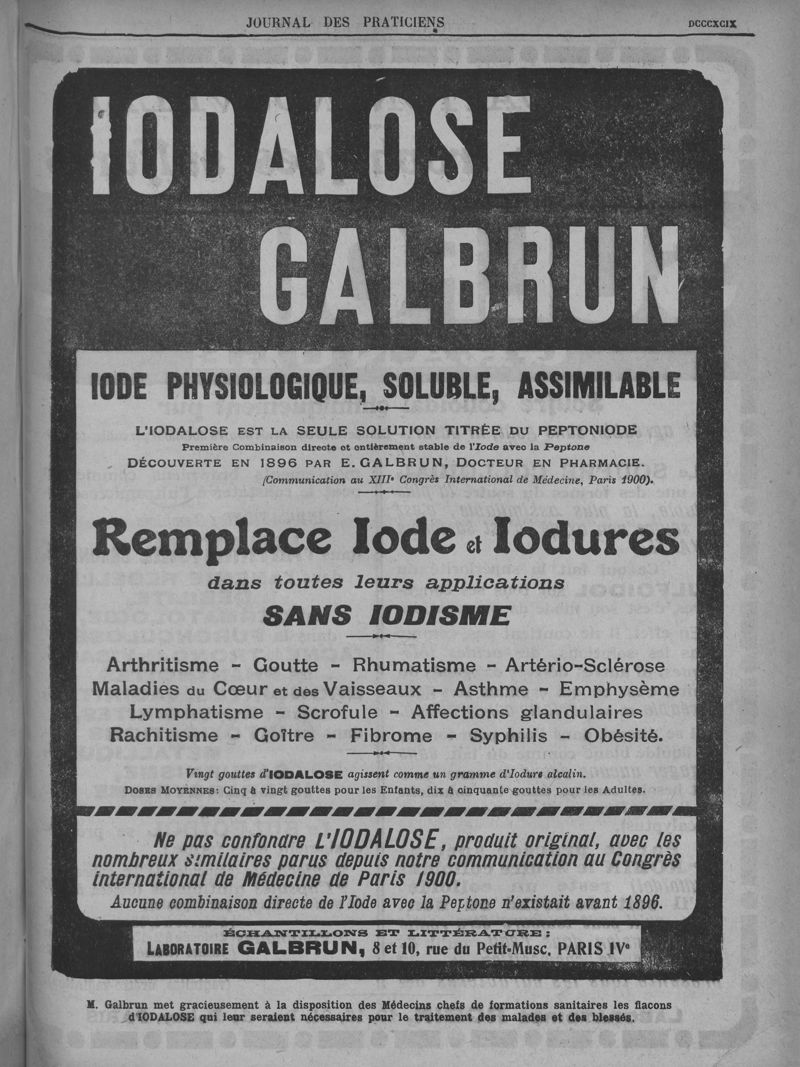 JOURNAL DES PRATICIENS
DCCCXCIX
IODALOSE
GALBRUN
IODE PHYSIOLOGIQUE, SOLUBLE, ASSIMILABLE
L'IODALOSE EST LA SEULE SOLUTION TITRÉE DU PEPTONIODE
Première Combinaison directe et entièrement stable de l'Iode avec la Peptone
DÉCOUVERTE EN 1896 PAR E. GALBRUN, DOCTEUR EN PHARMACIE.
(Communication au XIIIe Congrès International de Médecine, Paris 1900).
Remplace Iode et Iodures
dans toutes leurs applications
SANS IODISME
Arthritisme - Goutte - Rhumatisme - Artério-Sclérose
Maladies du Cœur et des Vaisseaux - Asthme - Emphysème
Lymphatisme - Scrofule - Affections glandulaires
Rachitisme - Goître - Fibrome - Syphilis - Obésité.
Vingt gouttes d'IODALOSE agissent comme un gramme d'Iodure alcalin.
DOSES MOYENNES: Cinq à vingt gouttes pour les Enfants, dix à cinquante gouttes pour les Adultes.
Ne pas confondre L'IODALOSE, produit original, avec les
nombreux similaires parus depuis notre communication au Congrès
international de Médecine de Paris 1900.
Aucune combinaison directe de l'Iode avec la Peptone n'existait avant 1896.
ÉCHANTILLONS ET LITTÉRATURE:
LABORATOIRE GALBRUN, 8 et 10, rue du Petit-Musc, PARIS IVe
M. Galbrun met gracieusement à la disposition des Médecins chefs de formations sanitaires les flacons
d'IODALOSE qui leur seraient nécessaires pour le traitement des malades et des blessés.